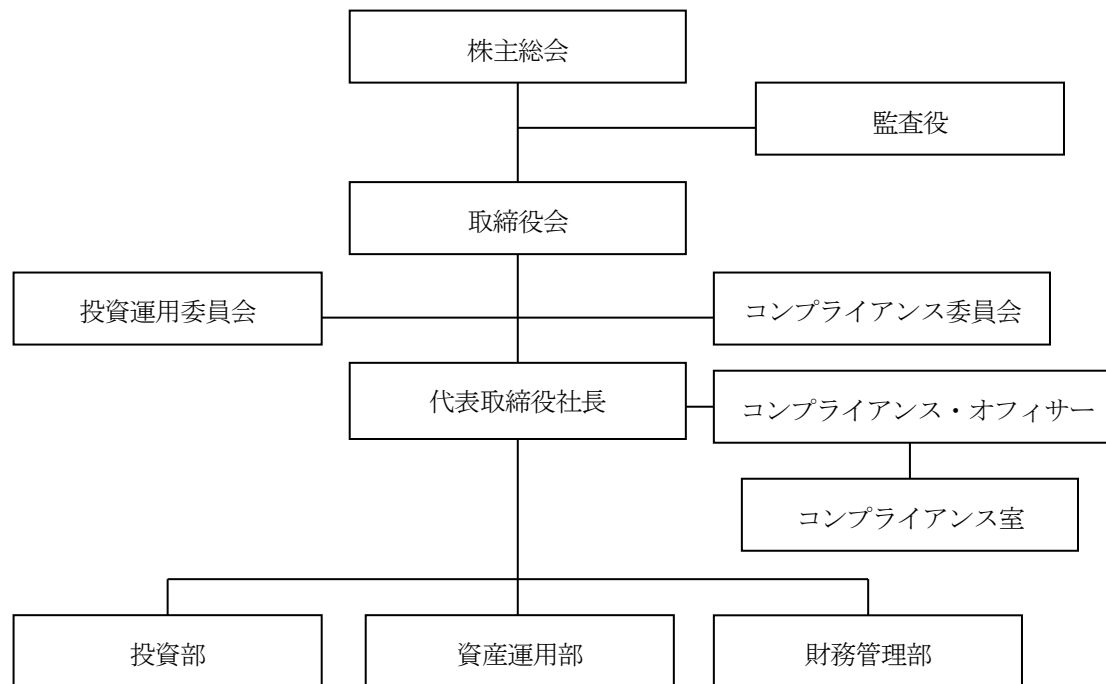 株主総会
監査役
取締役会
投資運用委員会
コンプライアンス委員会
代表取締役社長
コンプライアンス・オフィサー
コンプライアンス室
投資部
資産運用部
財務管理部